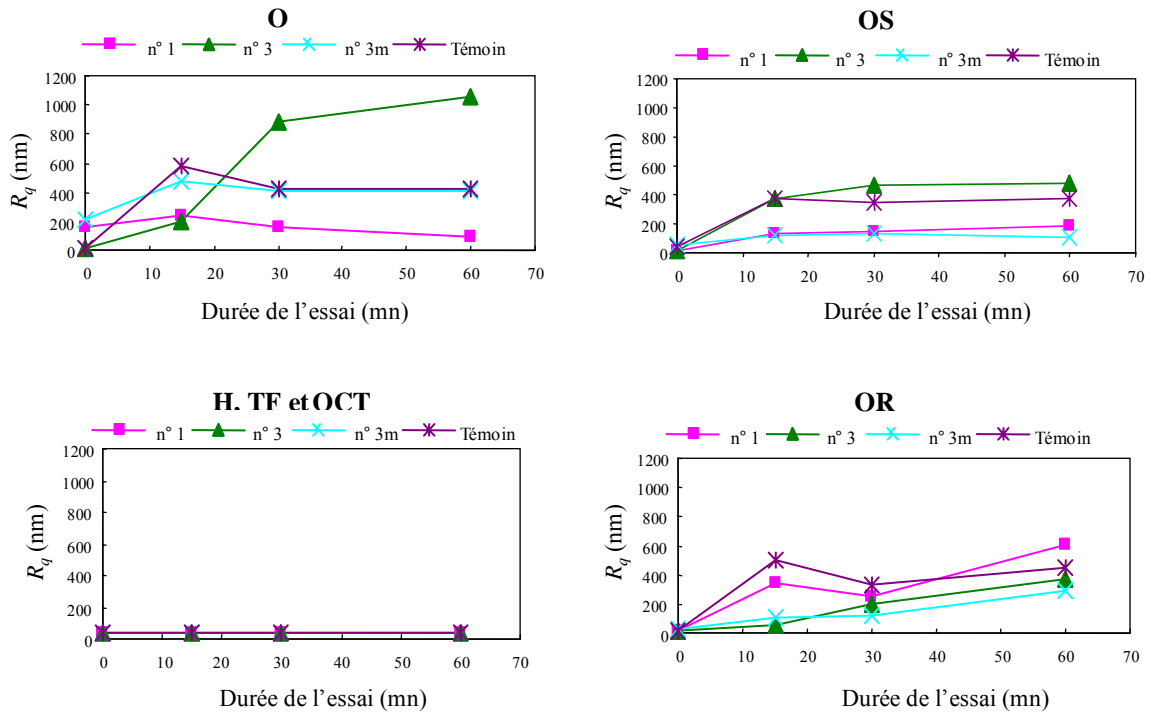 O
n° 1 n° 3 n° 3m Témoin
1200
1000
800
600
400
200
0
R_q (nm)
0 10 20 30 40 50 60 70
Durée de l'essai (mn)
OS
n° 1 n° 3 n° 3m Témoin
1200
1000
800
600
400
200
0
R_q (nm)
0 10 20 30 40 50 60 70
Durée de l'essai (mn)
H, TF et OCT
n° 1 n° 3 n° 3m Témoin
1200
1000
800
600
400
200
0
R_q (nm)
0 10 20 30 40 50 60 70
Durée de l'essai (mn)
OR
n° 1 n° 3 n° 3m Témoin
1200
1000
800
600
400
200
0
R_q (nm)
0 10 20 30 40 50 60 70
Durée de l'essai (mn)